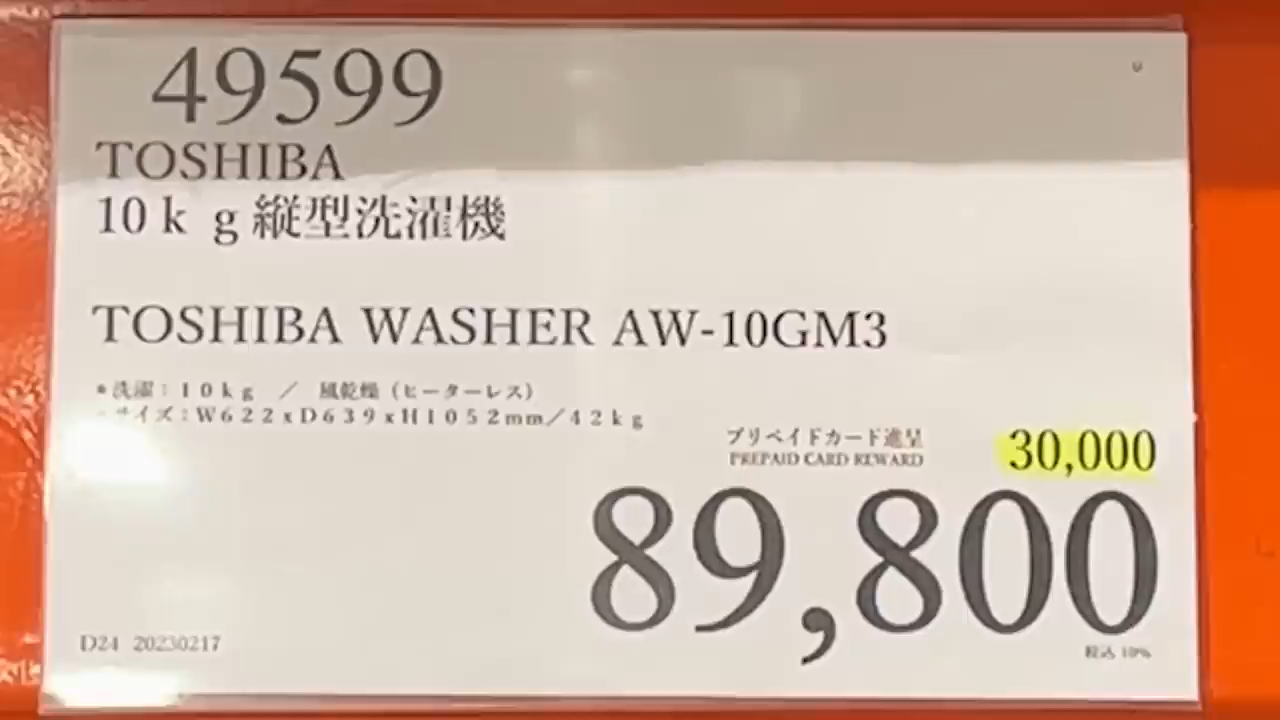 49599
U
TOSHIBA
10kg縦型洗濯機
TOSHIBA WASHER AW-10GM3
*洗濯:10kg / 風乾燥(ヒーターレス)
サイズ:W622xD639xH1052mm/42kg
プリペイドカード進呈 30,000
PREPAID CARD REWARD
89,800
税込 10%
D24 20230217